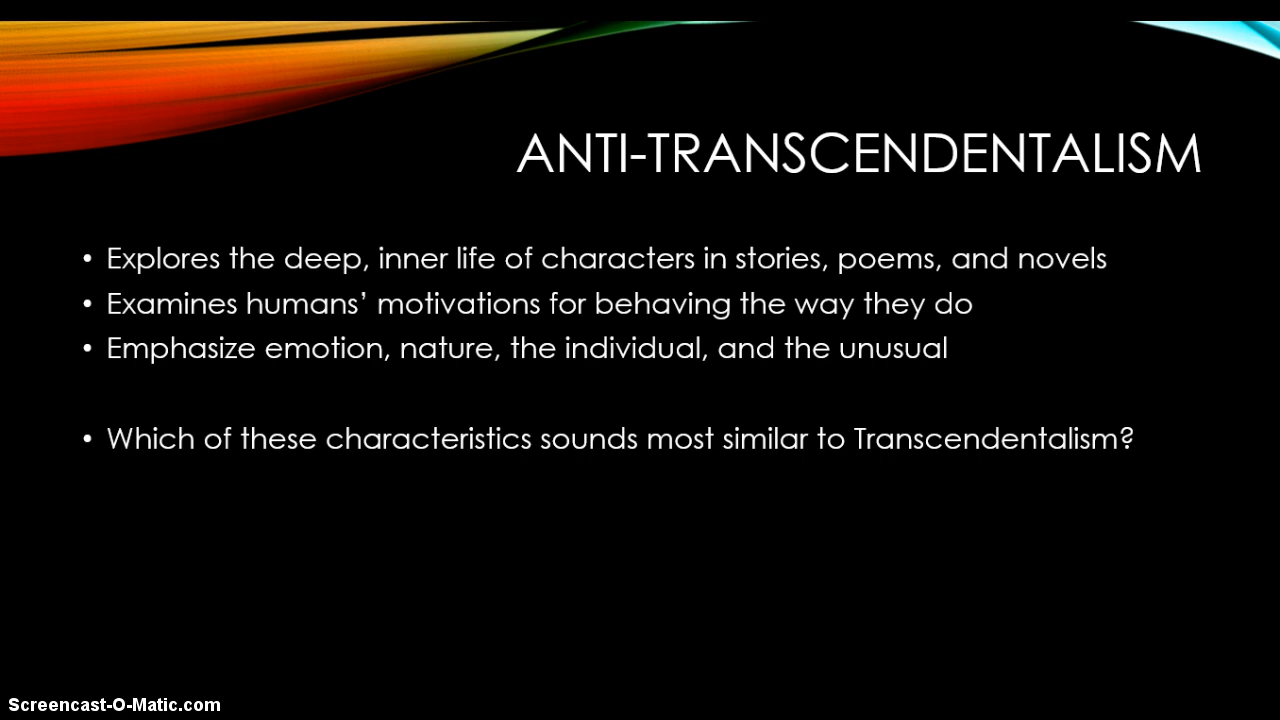 ANTI-TRANSCENDENTALISM
• Explores the deep, inner life of characters in stories, poems, and novels
• Examines humans’ motivations for behaving the way they do
• Emphasize emotion, nature, the individual, and the unusual
• Which of these characteristics sounds most similar to Transcendentalism?
Screencast-O-Matic.com